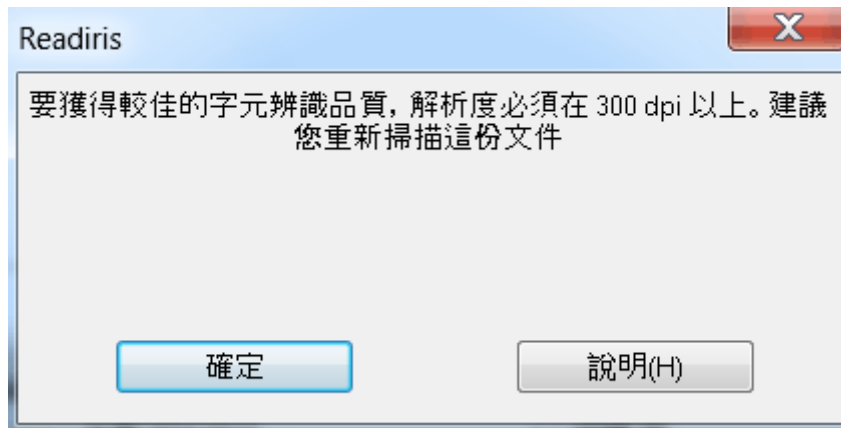 Readiris
要獲得較佳的字元辨識品質, 解析度必須在 300 dpi 以上。建議
您重新掃描這份文件
確定
說明(H)